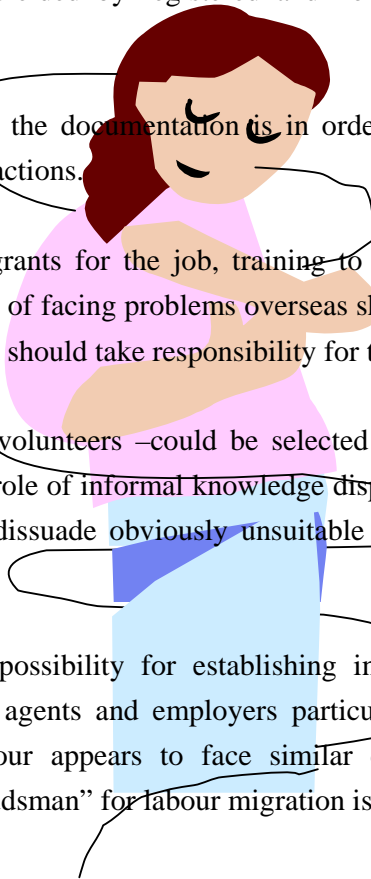 the documentation is in orde
actions.
grants for the job, training to
of facing problems overseas sh
should take responsibility for t
volunteers –could be selected
role of informal knowledge disp
dissuade obviously unsuitable
possibility for establishing in
agents and employers particu
our appears to face similar
dsman” for labour migration is